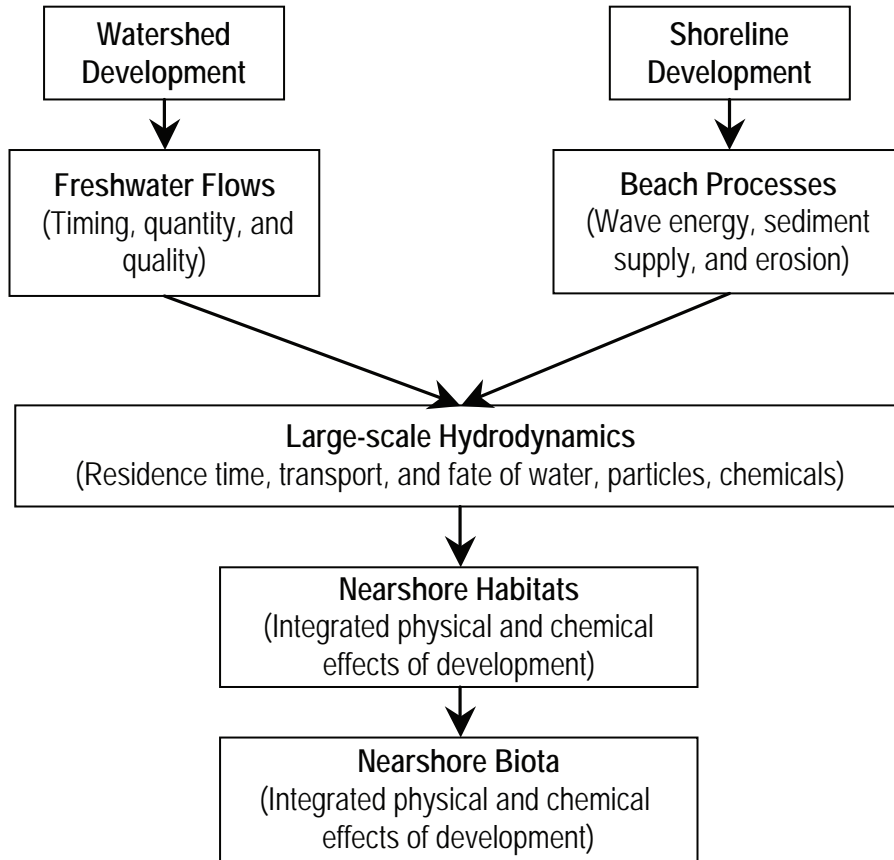 Watershed
Development
Shoreline
Development
Freshwater Flows
(Timing, quantity, and
quality)
Beach Processes
(Wave energy, sediment
supply, and erosion)
Large-scale Hydrodynamics
(Residence time, transport, and fate of water, particles, chemicals)
Nearshore Habitats
(Integrated physical and chemical
effects of development)
Nearshore Biota
(Integrated physical and chemical
effects of development)